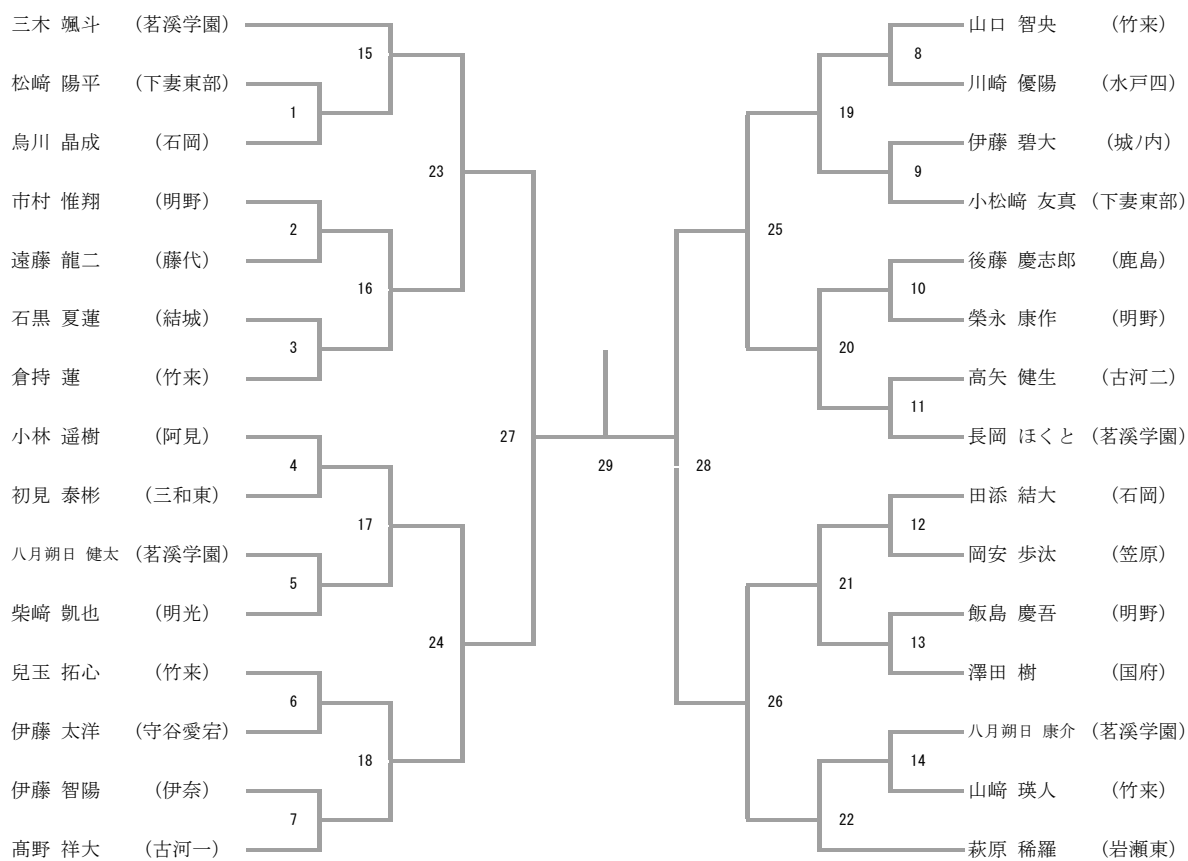 三木 颯斗 (茗溪学園)
松﨑 陽平 (下妻東部)
烏川 晶成 (石岡)
市村 惟翔 (明野)
遠藤 龍二 (藤代)
石黒 夏蓮 (結城)
倉持 蓮 (竹来)
小林 遥樹 (阿見)
初見 泰彬 (三和東)
八月朔日 健太 (茗溪学園)
柴﨑 凱也 (明光)
兒玉 拓心 (竹来)
伊藤 太洋 (守谷愛宕)
伊藤 智陽 (伊奈)
髙野 祥大 (古河一)
1
2
3
4
5
6
7
15
16
17
18
23
24
27
29
28
25
26
19
20
21
22
8
9
10
11
12
13
14
山口 智央 (竹来)
川崎 優陽 (水戸四)
伊藤 碧大 (城ノ内)
小松﨑 友真 (下妻東部)
後藤 慶志郎 (鹿島)
榮永 康作 (明野)
高矢 健生 (古河二)
長岡 ほくと (茗溪学園)
田添 結大 (石岡)
岡安 歩汰 (笠原)
飯島 慶吾 (明野)
澤田 樹 (国府)
八月朔日 康介 (茗溪学園)
山﨑 瑛人 (竹来)
萩原 稀羅 (岩瀬東)